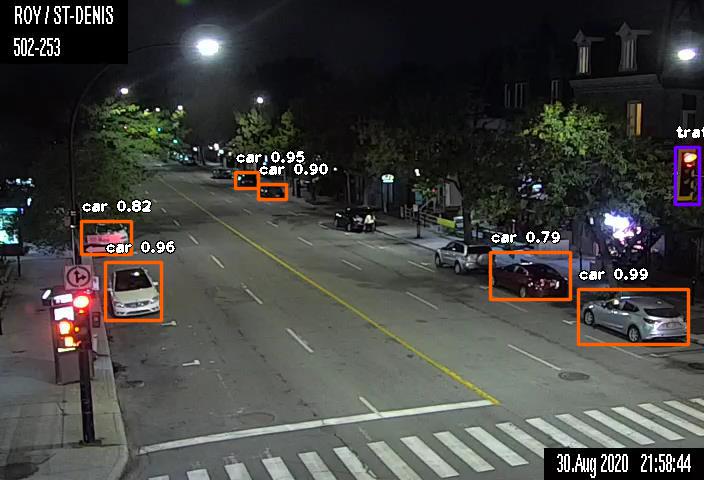 ROY / ST-DENIS
502-253
car 0.95
car 0.90
traf
car 0.82
car 0.79
car 0.96
car 0.99
30.Aug 2020 21:58:44